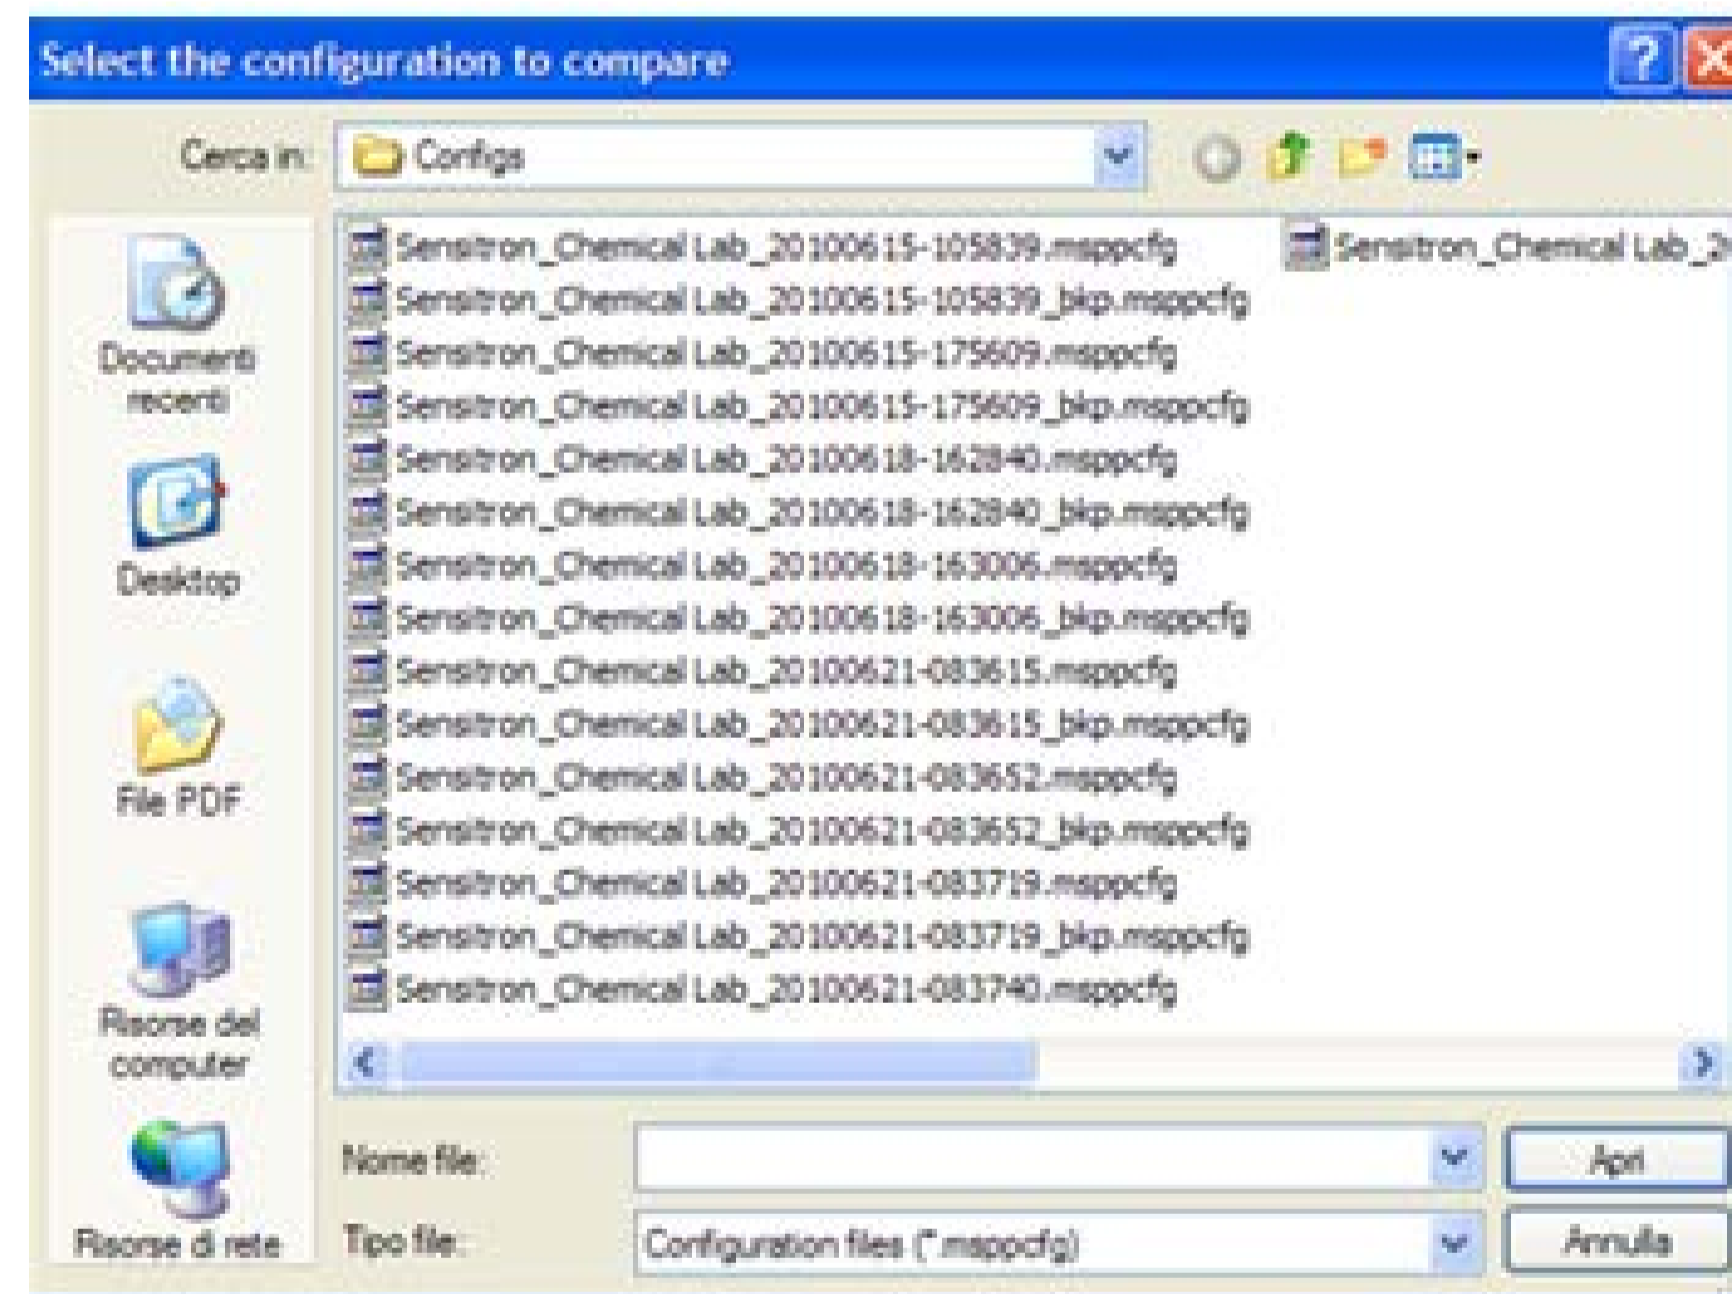 Select the configuration to compare
Cerca in:
Configs
Documenti
recenti
Desktop
File PDF
Risorse del
computer
Risorse di rete
Sensitron_Chemical Lab_20100615-105839.msppcfg
Sensitron_Chemical Lab_20100615-105839_bkp.msppcfg
Sensitron_Chemical Lab_20100615-175609.msppcfg
Sensitron_Chemical Lab_20100615-175609_bkp.msppcfg
Sensitron_Chemical Lab_20100618-162840.msppcfg
Sensitron_Chemical Lab_20100618-162840_bkp.msppcfg
Sensitron_Chemical Lab_20100618-163006.msppcfg
Sensitron_Chemical Lab_20100618-163006_bkp.msppcfg
Sensitron_Chemical Lab_20100621-083615.msppcfg
Sensitron_Chemical Lab_20100621-083615_bkp.msppcfg
Sensitron_Chemical Lab_20100621-083652.msppcfg
Sensitron_Chemical Lab_20100621-083652_bkp.msppcfg
Sensitron_Chemical Lab_20100621-083719.msppcfg
Sensitron_Chemical Lab_20100621-083719_bkp.msppcfg
Sensitron_Chemical Lab_20100621-083740.msppcfg
Sensitron_Chemical Lab_2
Nome file:
Apri
Tipo file:
Configuration files (*.msppcfg)
Annulla